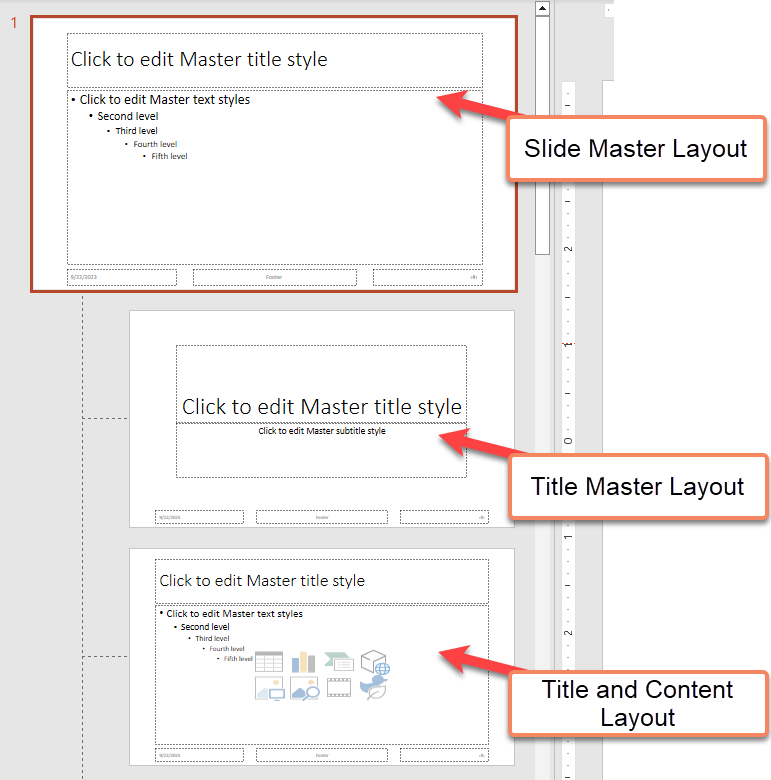 1
Click to edit Master title style
• Click to edit Master text styles
• Second level
• Third level
• Fourth level
• Fifth level
9/22/2023
Footer
‹#›
Slide Master Layout
Click to edit Master title style
Click to edit Master subtitle style
9/22/2023
Footer
‹#›
Title Master Layout
Click to edit Master title style
• Click to edit Master text styles
• Second level
• Third level
• Fourth level
• Fifth level
9/22/2023
Footer
‹#›
Title and Content
Layout
2
1
0
1
2